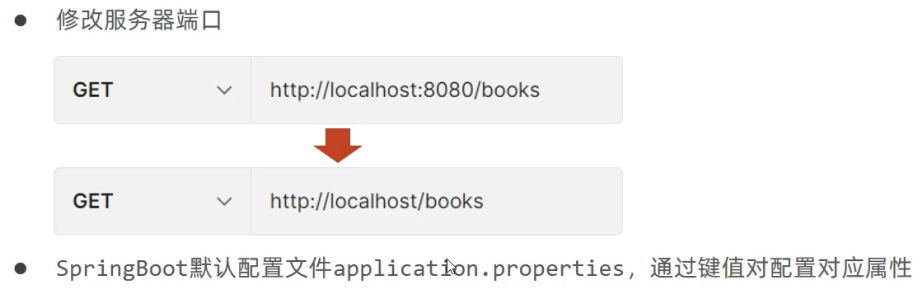 ● 修改服务器端口
GET http://localhost:8080/books
GET http://localhost/books
● SpringBoot默认配置文件application.properties，通过键值对配置对应属性